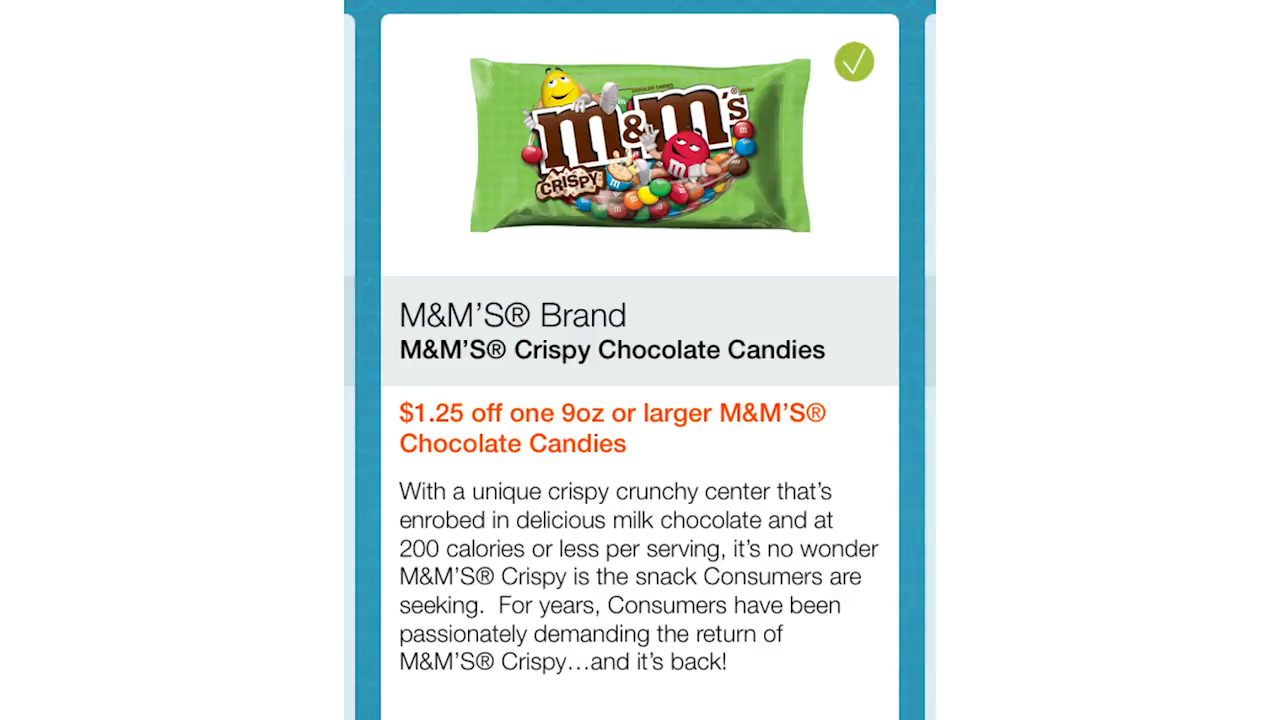 CHOCOLATE CANDIES
m&m's®
CRISPY
M&M'S® Brand
M&M'S® Crispy Chocolate Candies
$1.25 off one 9oz or larger M&M'S®
Chocolate Candies
With a unique crispy crunchy center that's
enrobed in delicious milk chocolate and at
200 calories or less per serving, it's no wonder
M&M'S® Crispy is the snack Consumers are
seeking.  For years, Consumers have been
passionately demanding the return of
M&M'S® Crispy…and it's back!